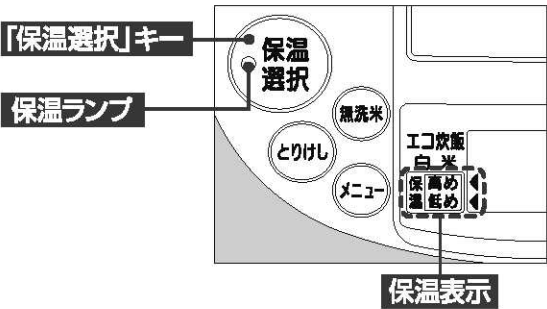 「保温選択」キー
保温ランプ
保温
選択
無洗米
とりけし
メニュー
エコ炊飯
白米
保温 高め
低め
保温表示